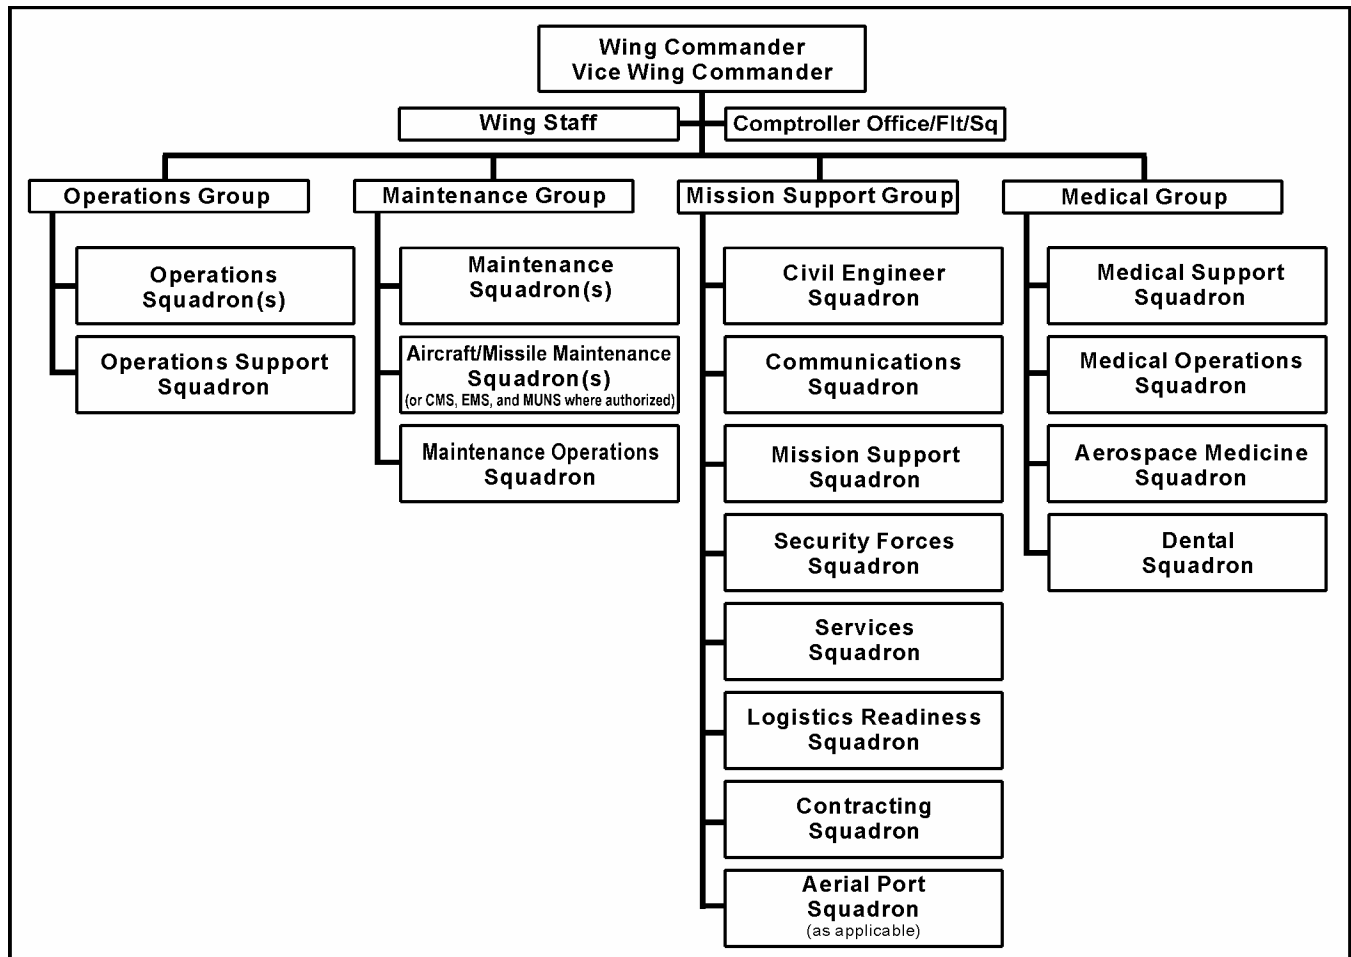 Wing Commander
Vice Wing Commander
Wing Staff
Comptroller Office/Flt/Sq
Operations Group
Maintenance Group
Mission Support Group
Medical Group
Operations
Squadron(s)
Operations Support
Squadron
Maintenance
Squadron(s)
Aircraft/Missile Maintenance
Squadron(s)
(or CMS, EMS, and MUNS where authorized)
Maintenance Operations
Squadron
Civil Engineer
Squadron
Communications
Squadron
Mission Support
Squadron
Security Forces
Squadron
Services
Squadron
Logistics Readiness
Squadron
Contracting
Squadron
Aerial Port
Squadron
(as applicable)
Medical Support
Squadron
Medical Operations
Squadron
Aerospace Medicine
Squadron
Dental
Squadron